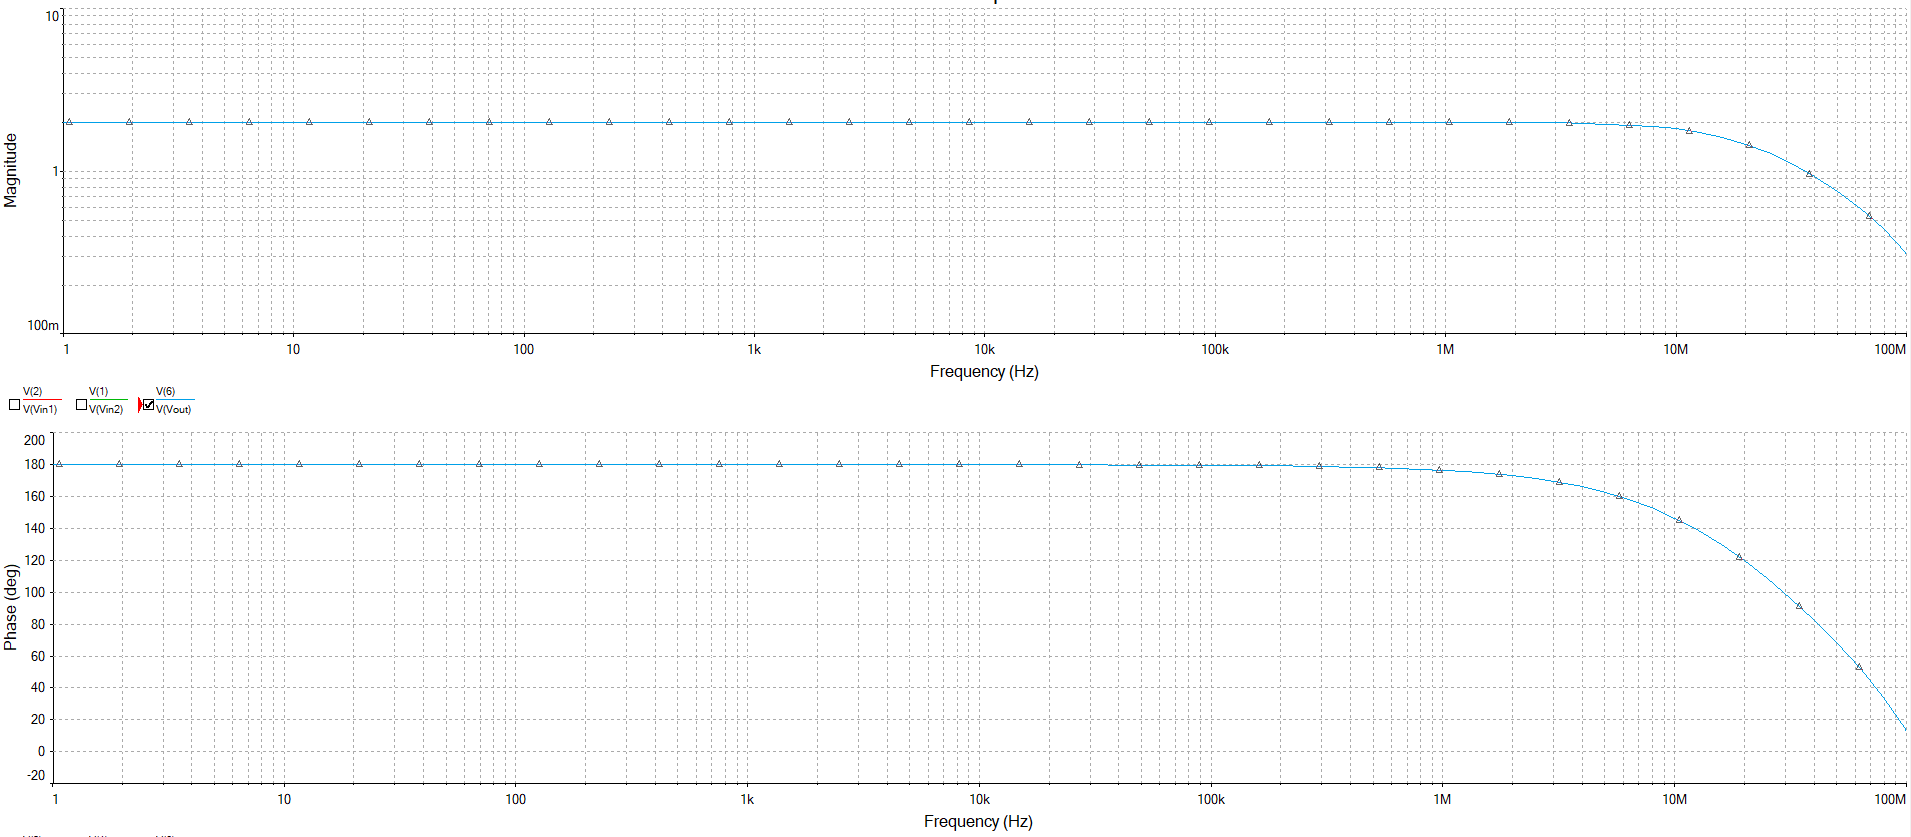 10
1
100m
Magnitude
1 10 100 1k 10k 100k 1M 10M 100M
Frequency (Hz)
V(2) V(1) V(6)
V(Vin1) V(Vin2) V(Vout)
200
180
160
140
120
100
80
60
40
20
0
-20
Phase (deg)
1 10 100 1k 10k 100k 1M 10M 100M
Frequency (Hz)